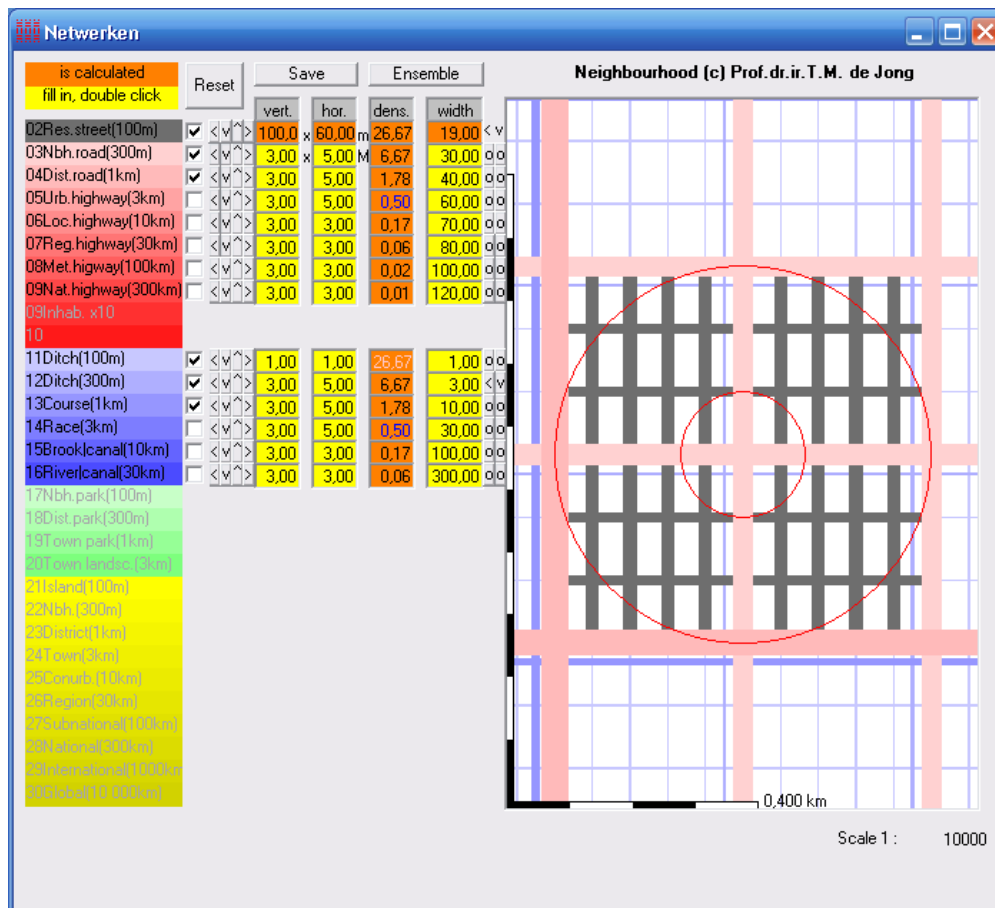 Netwerken
is calculated
fill in, double click
Reset
Save
Ensemble
Neighbourhood (c) Prof.dr.ir.T.M. de Jong
vert. hor. dens. width
02Res.street(100m) < v ^ > 100,0 x 60,00 m 26,67 19,00 < v
03Nbh.road(300m) < v ^ > 3,00 x 5,00 M 6,67 30,00 o o
04Dist.road(1km) < v ^ > 3,00 5,00 1,78 40,00 o o
05Urb.highway(3km) < v ^ > 3,00 5,00 0,50 60,00 o o
06Loc.highway(10km) < v ^ > 3,00 3,00 0,17 70,00 o o
07Reg.highway(30km) < v ^ > 3,00 3,00 0,06 80,00 o o
08Met.higway(100km) < v ^ > 3,00 3,00 0,02 100,00 o o
09Nat.highway(300km) < v ^ > 3,00 3,00 0,01 120,00 o o
09Inhab. x10
10
11Ditch(100m) < v ^ > 1,00 1,00 26,67 1,00 o o
12Ditch(300m) < v ^ > 3,00 5,00 6,67 3,00 < v
13Course(1km) < v ^ > 3,00 5,00 1,78 10,00 o o
14Race(3km) < v ^ > 3,00 5,00 0,50 30,00 o o
15Brook|canal(10km) < v ^ > 3,00 3,00 0,17 100,00 o o
16River|canal(30km) < v ^ > 3,00 3,00 0,06 300,00 o o
17Nbh.park(100m)
18Dist.park(300m)
19Town park(1km)
20Town landsc.(3km)
21Island(100m)
22Nbh.(300m)
23District(1km)
24Town(3km)
25Conurb.(10km)
26Region(30km)
27Subnational(100km)
28National(300km)
29International(1000km
30Global(10 000km)
0,400 km
Scale 1 : 10000